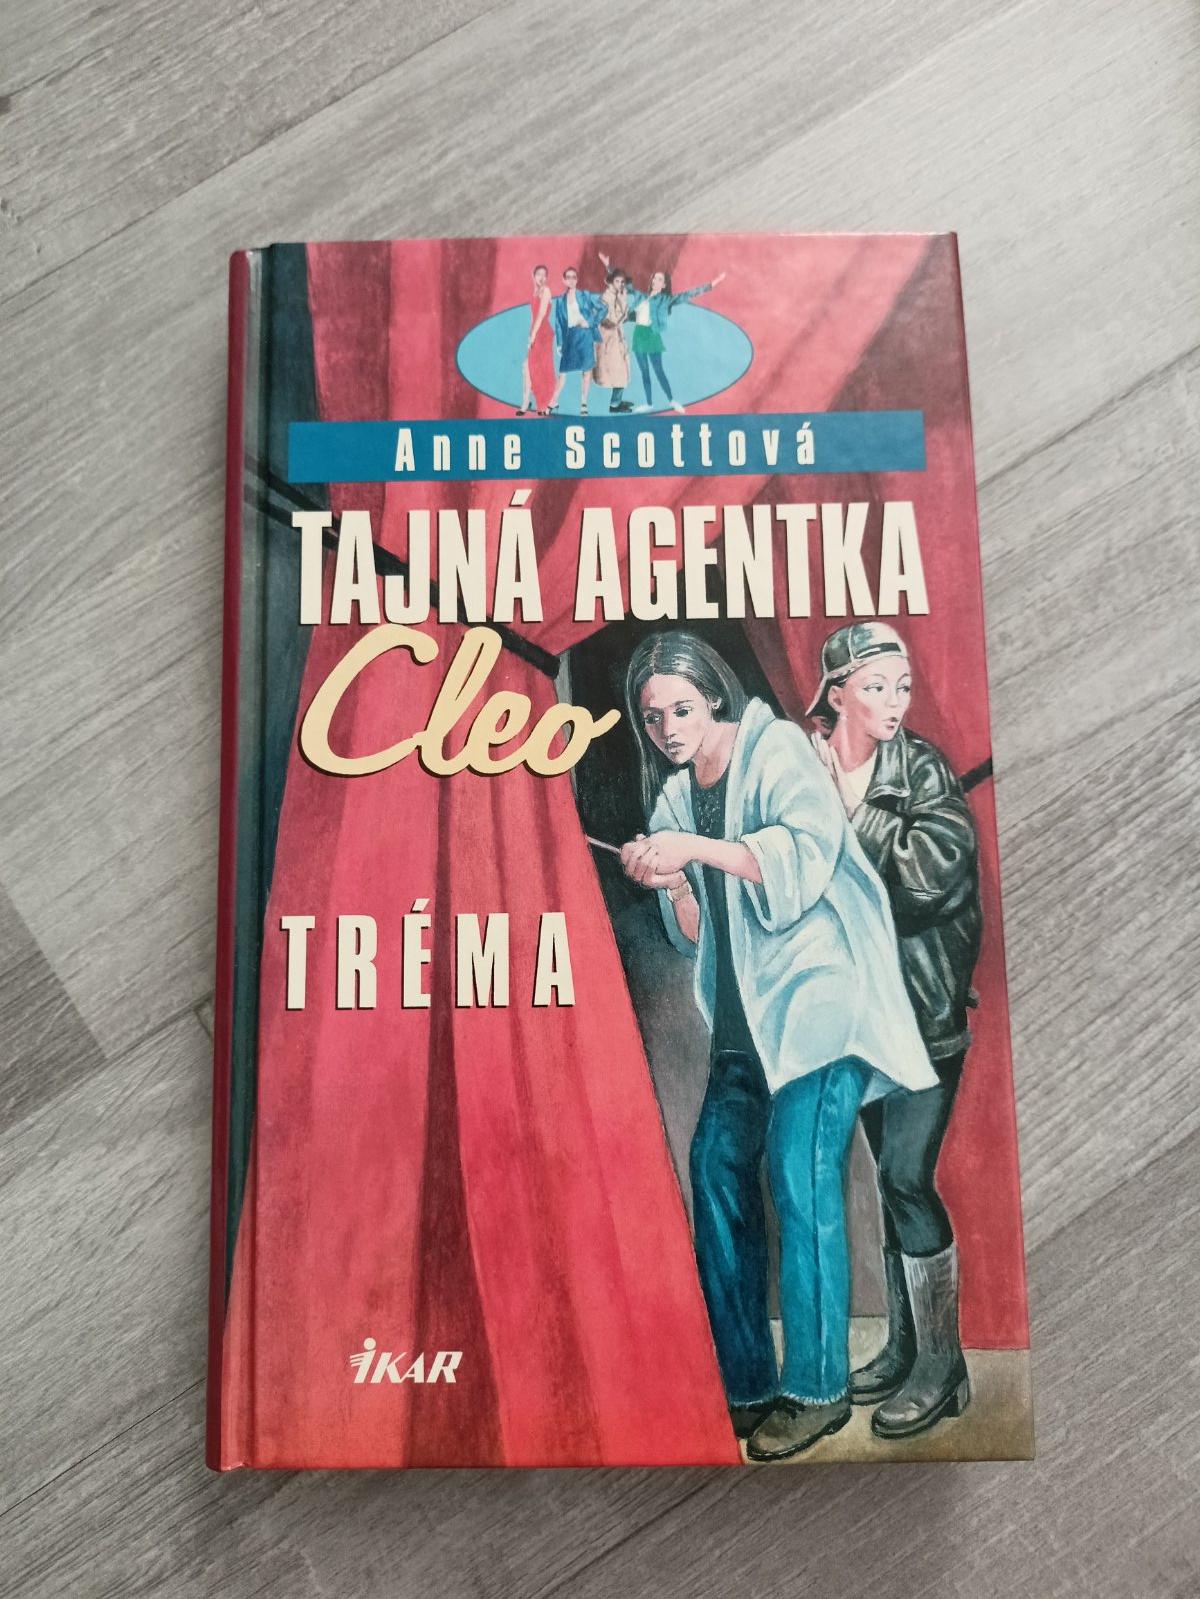 Anne Scottová
TAJNÁ AGENTKA
Cleo
TRÉMA
IKAR